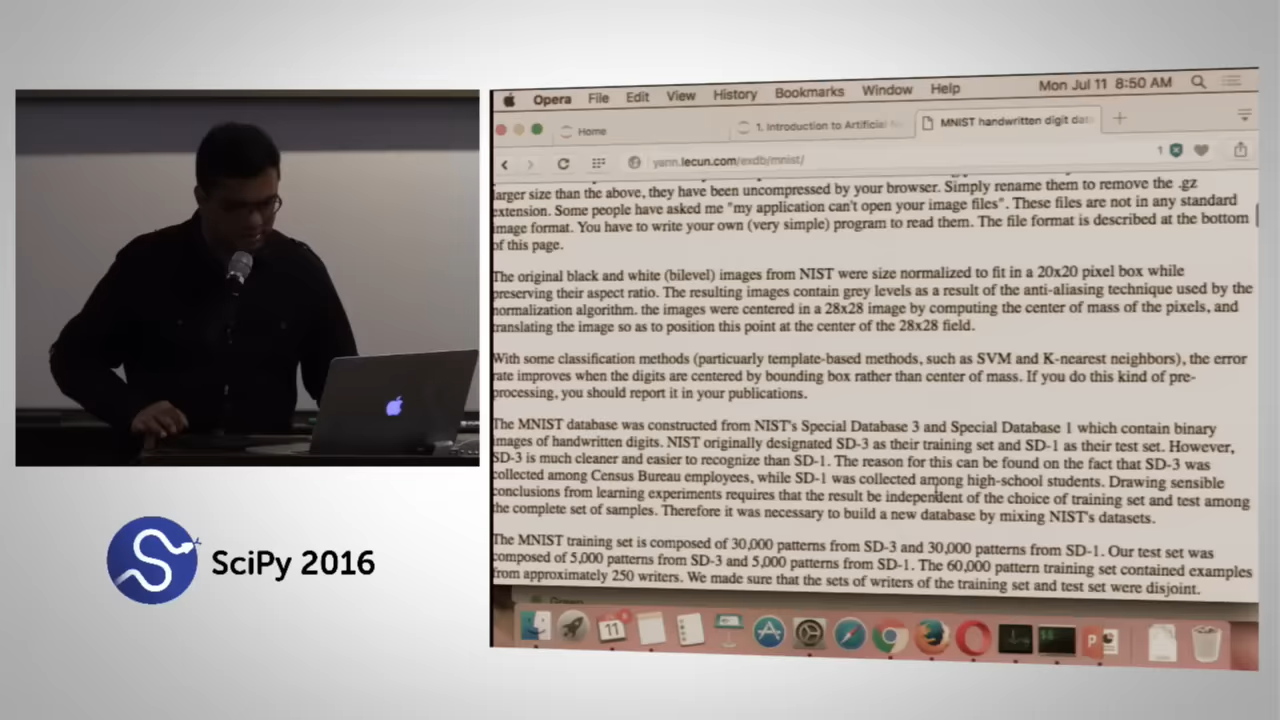 Opera File Edit View History Bookmarks Window Help Mon Jul 11 8:50 AM
Home 1. Introduction to Artificial MNIST handwritten digit dat
yann.lecun.com/exdb/mnist/ 1
larger size than the above, they have been uncompressed by your browser. Simply rename them to remove the .gz
extension. Some people have asked me "my application can't open your image files". These files are not in any standard
image format. You have to write your own (very simple) program to read them. The file format is described at the bottom
of this page.
The original black and white (bilevel) images from NIST were size normalized to fit in a 20x20 pixel box while
preserving their aspect ratio. The resulting images contain grey levels as a result of the anti-aliasing technique used by the
normalization algorithm. the images were centered in a 28x28 image by computing the center of mass of the pixels, and
translating the image so as to position this point at the center of the 28x28 field.
With some classification methods (particuarly template-based methods, such as SVM and K-nearest neighbors), the error
rate improves when the digits are centered by bounding box rather than center of mass. If you do this kind of pre-
processing, you should report it in your publications.
The MNIST database was constructed from NIST's Special Database 3 and Special Database 1 which contain binary
images of handwritten digits. NIST originally designated SD-3 as their training set and SD-1 as their test set. However,
SD-3 is much cleaner and easier to recognize than SD-1. The reason for this can be found on the fact that SD-3 was
collected among Census Bureau employees, while SD-1 was collected among high-school students. Drawing sensible
conclusions from learning experiments requires that the result be independent of the choice of training set and test among
the complete set of samples. Therefore it was necessary to build a new database by mixing NIST's datasets.
The MNIST training set is composed of 30,000 patterns from SD-3 and 30,000 patterns from SD-1. Our test set was
composed of 5,000 patterns from SD-3 and 5,000 patterns from SD-1. The 60,000 pattern training set contained examples
from approximately 250 writers. We made sure that the sets of writers of the training set and test set were disjoint.
11
SciPy 2016